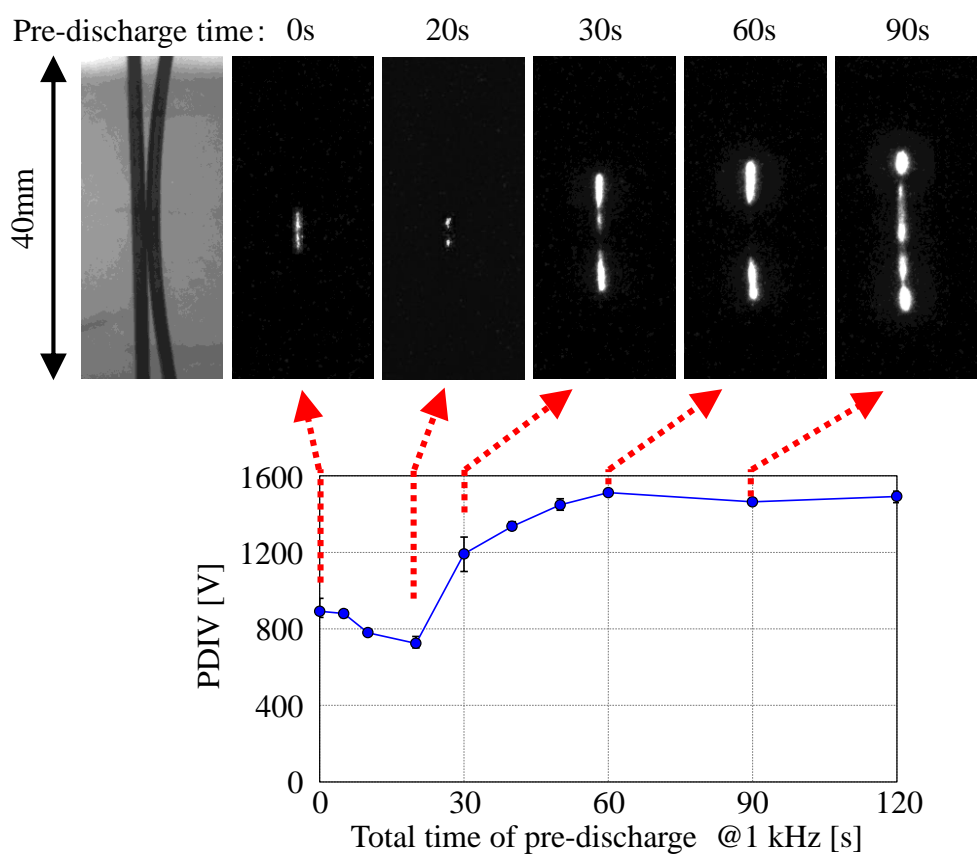 Pre-discharge time: 0s 20s 30s 60s 90s
40mm
1600
1200
800
400
0
PDIV [V]
0 30 60 90 120
Total time of pre-discharge @1 kHz [s]